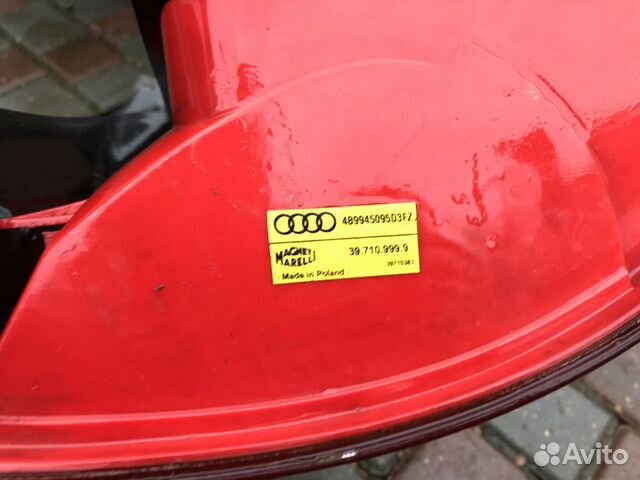 4B9945095D3FZ
MAGNETI
MARELLI
39.710.999.9
Made in Poland
Avito